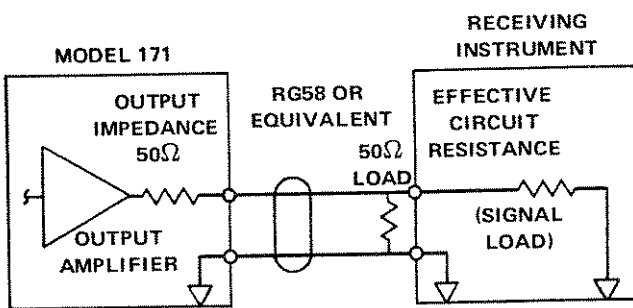 MODEL 171
OUTPUT
IMPEDANCE
50Ω
OUTPUT
AMPLIFIER
RG58 OR
EQUIVALENT
50Ω
LOAD
RECEIVING
INSTRUMENT
EFFECTIVE
CIRCUIT
RESISTANCE
(SIGNAL
LOAD)